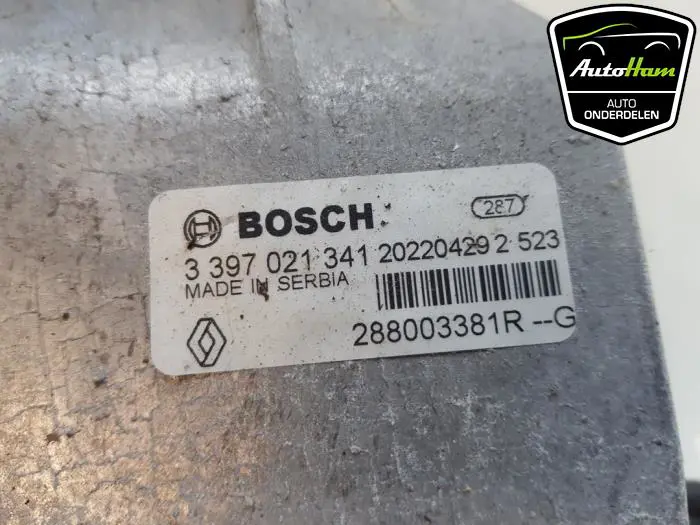 AutoHam
AUTO
ONDERDELEN
BOSCH 287
3 397 021 341 20220429 2 523
MADE IN SERBIA
288003381R --G